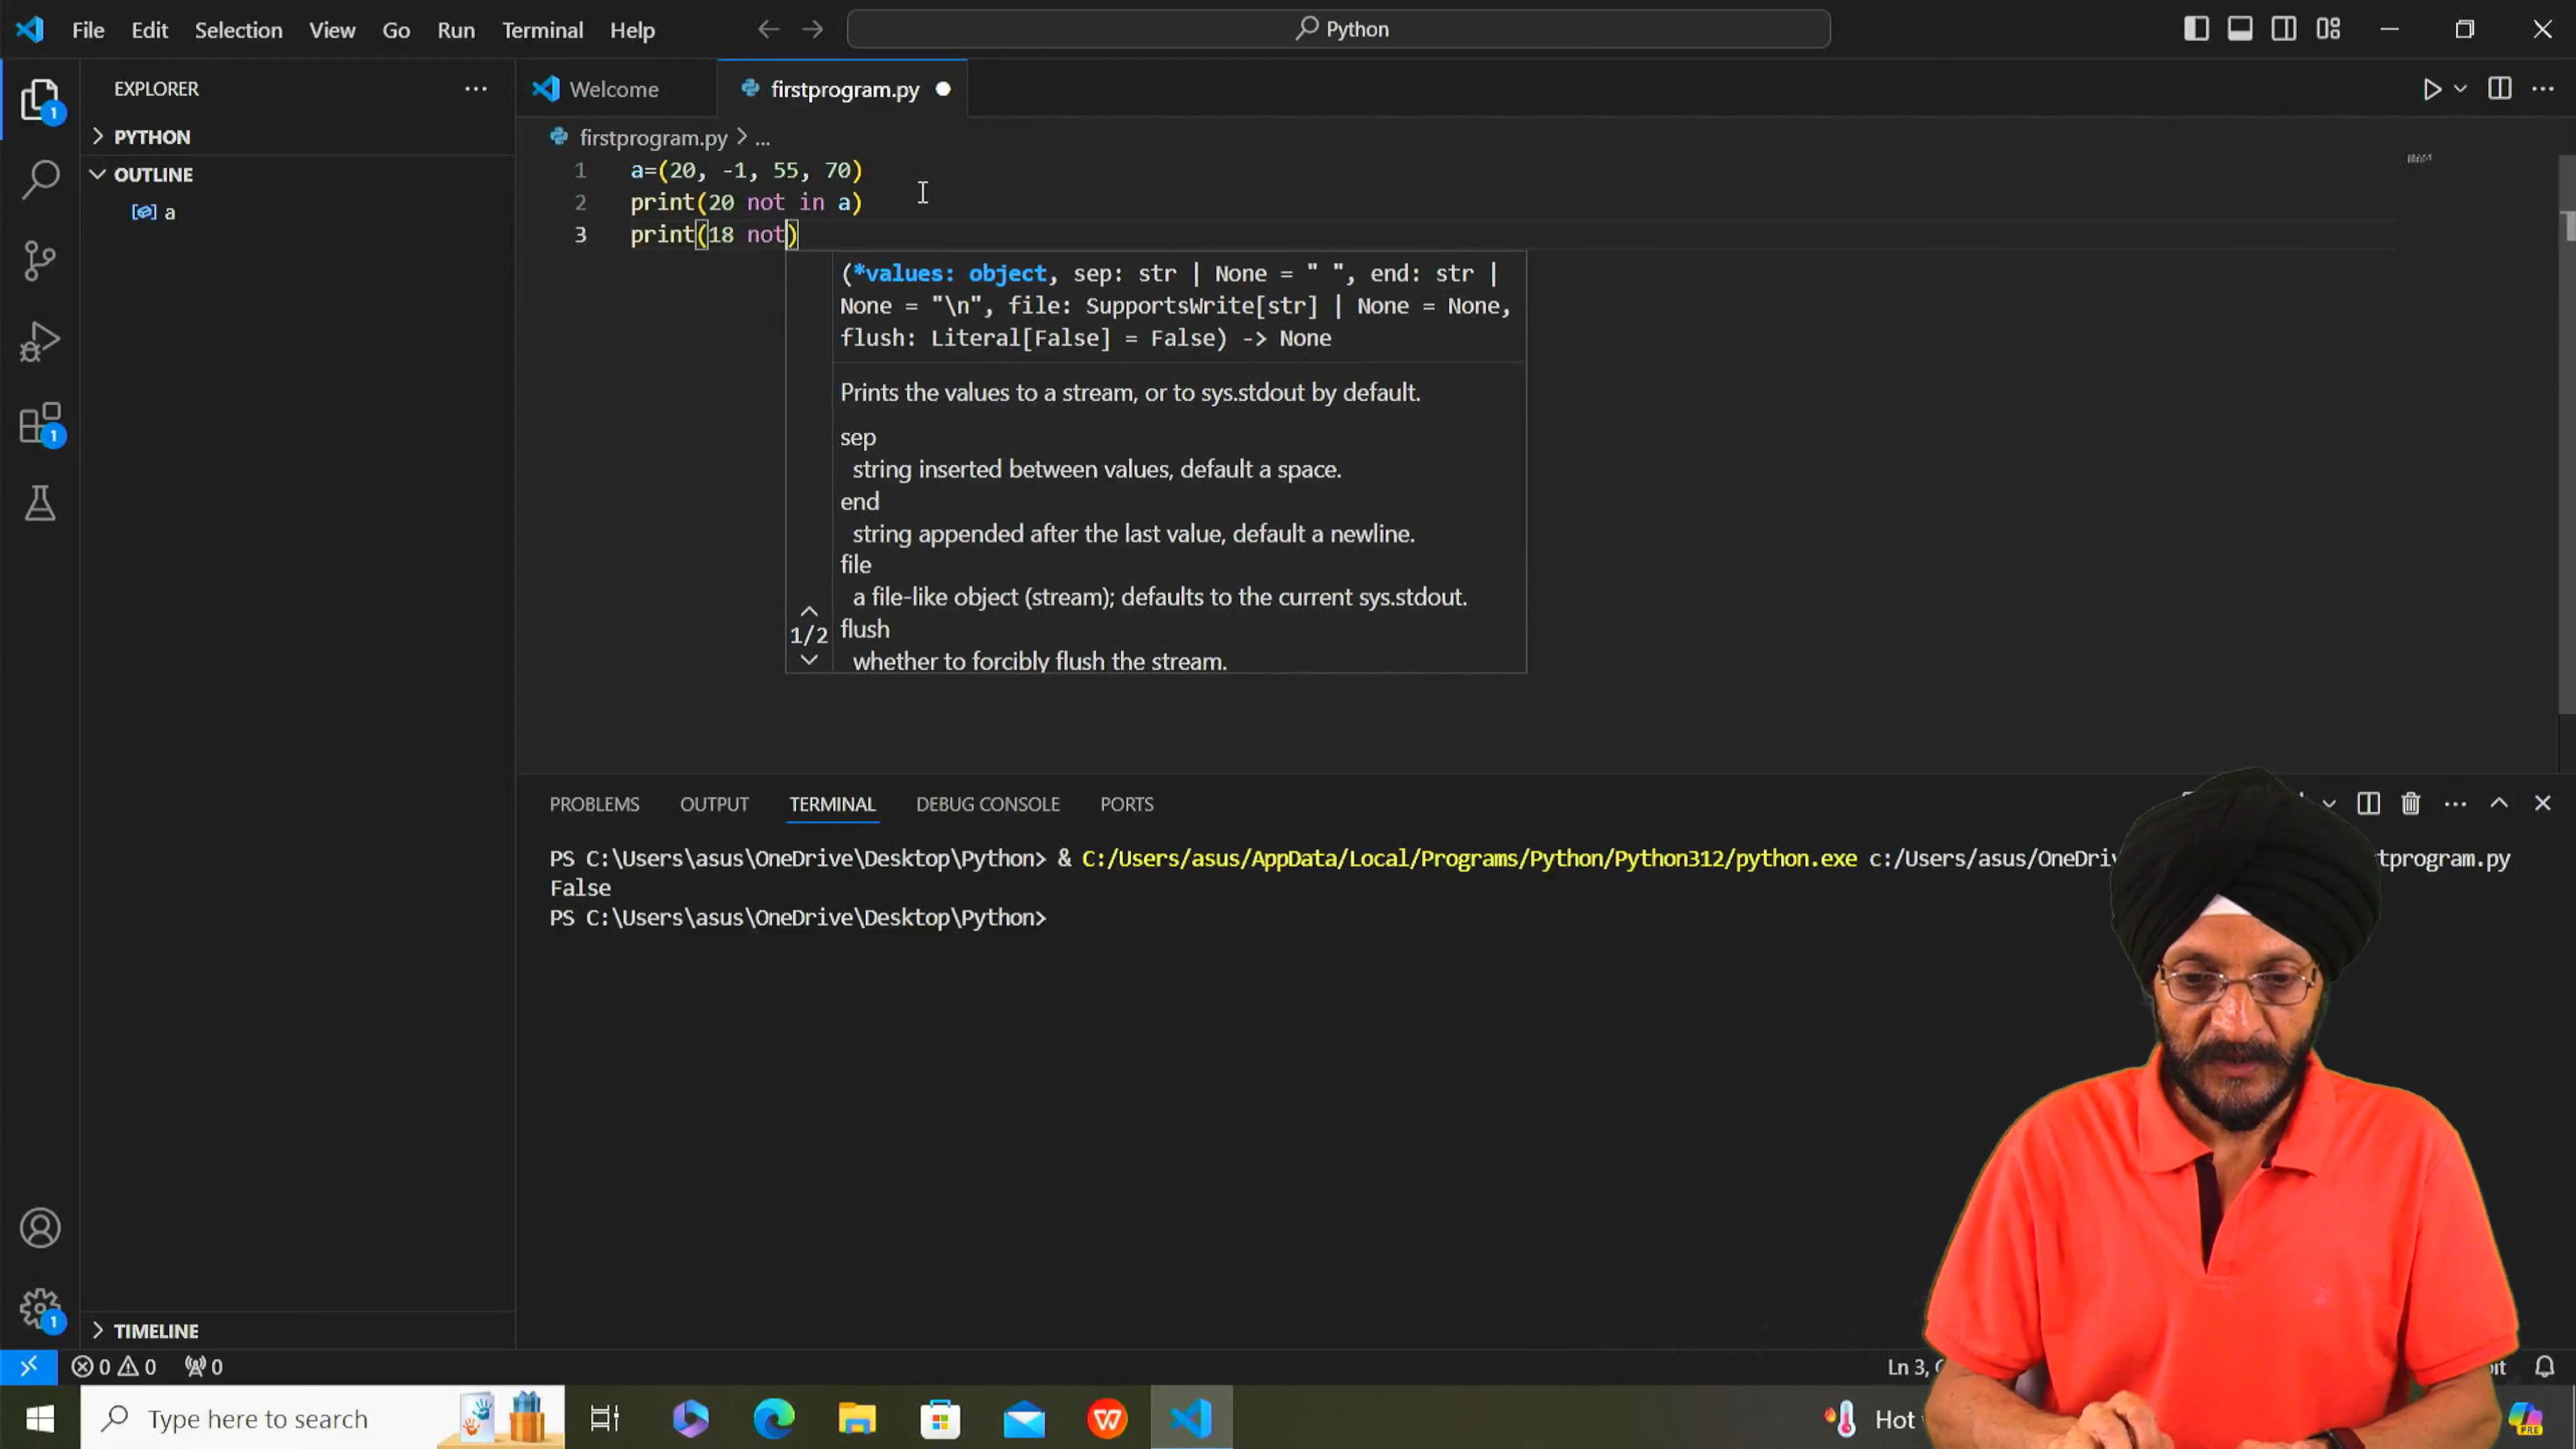 File Edit Selection View Go Run Terminal Help
Python
EXPLORER
PYTHON
OUTLINE
a
TIMELINE
Welcome
firstprogram.py
firstprogram.py > ...
1 a=(20, -1, 55, 70)
2 print(20 not in a)
3 print(18 not)
(*values: object, sep: str | None = " ", end: str |
None = "\n", file: SupportsWrite[str] | None = None,
flush: Literal[False] = False) -> None
Prints the values to a stream, or to sys.stdout by default.
sep
string inserted between values, default a space.
end
string appended after the last value, default a newline.
file
a file-like object (stream); defaults to the current sys.stdout.
1/2
flush
whether to forcibly flush the stream.
PROBLEMS OUTPUT TERMINAL DEBUG CONSOLE PORTS
PS C:\Users\asus\OneDrive\Desktop\Python> & C:/Users/asus/AppData/Local/Programs/Python/Python312/python.exe c:/Users/asus/OneDriv tprogram.py
False
PS C:\Users\asus\OneDrive\Desktop\Python>
1
1
1
0 0 0
Ln 3,
Type here to search
Hot
PRE